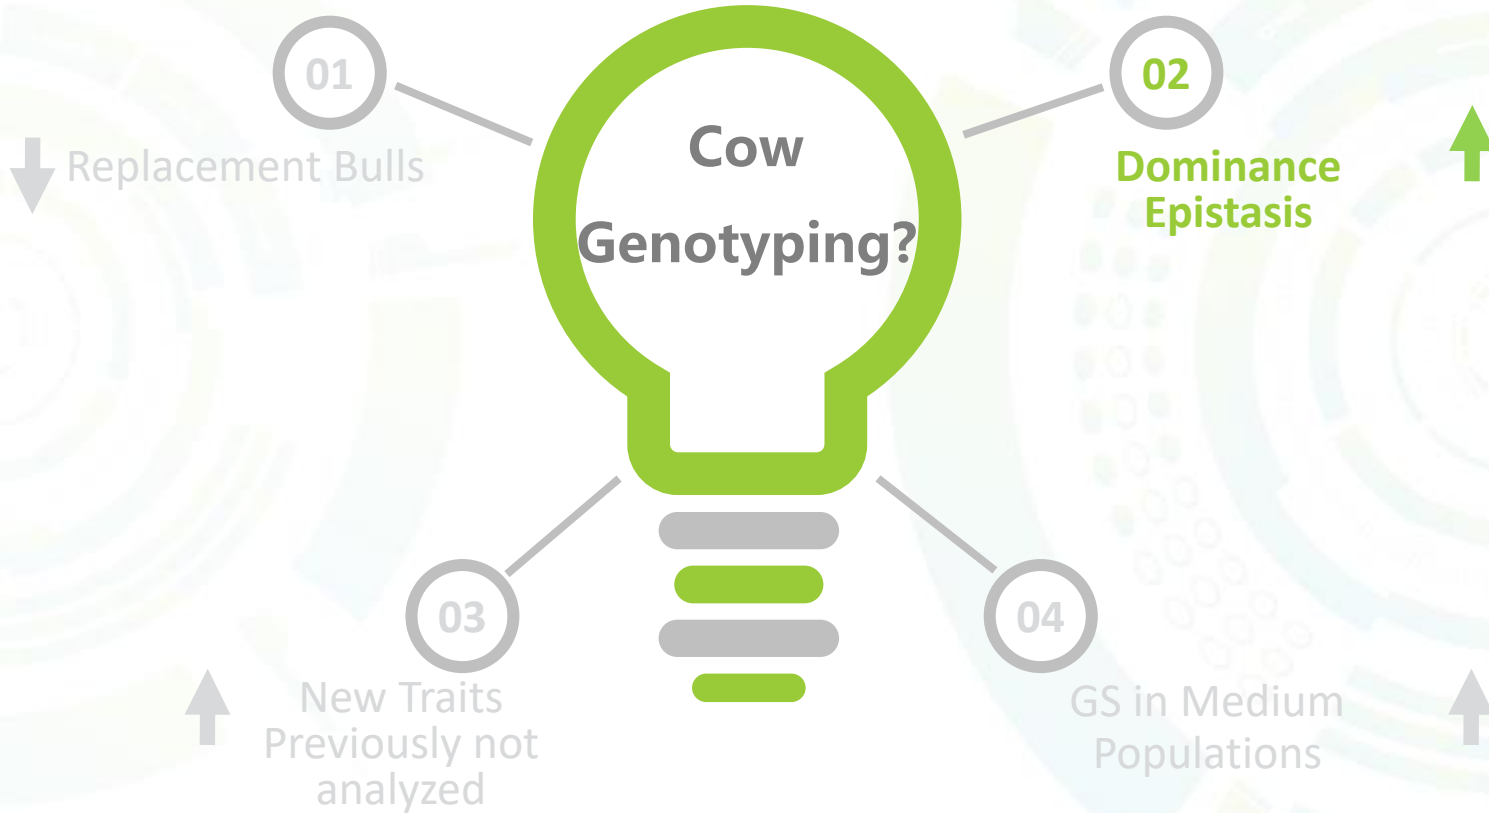 01
Replacement Bulls
Cow
Genotyping?
02
Dominance
Epistasis
03
New Traits
Previously not
analyzed
04
GS in Medium
Populations